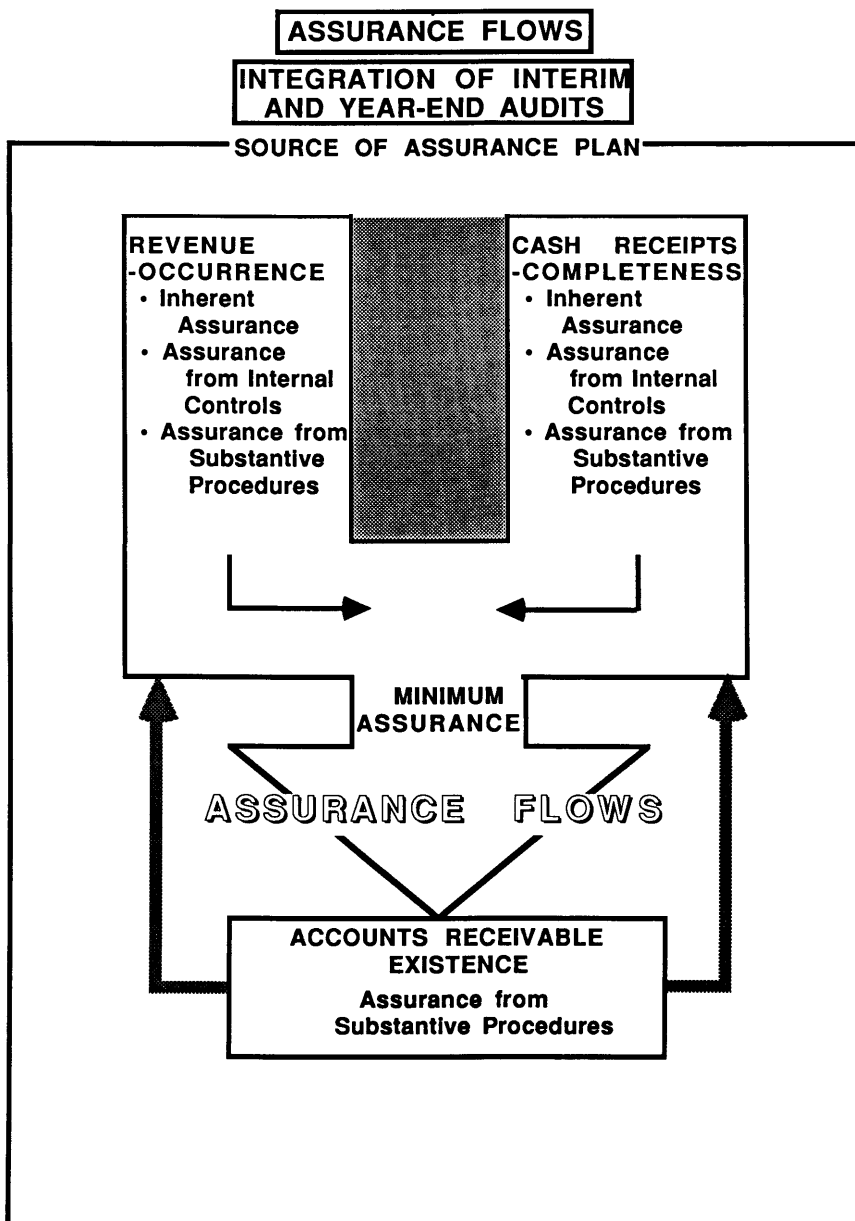 ASSURANCE FLOWS
INTEGRATION OF INTERIM
AND YEAR-END AUDITS
SOURCE OF ASSURANCE PLAN
REVENUE
-OCCURRENCE
• Inherent
Assurance
• Assurance
from Internal
Controls
• Assurance from
Substantive
Procedures
CASH RECEIPTS
-COMPLETENESS
• Inherent
Assurance
• Assurance
from Internal
Controls
• Assurance from
Substantive
Procedures
MINIMUM
ASSURANCE
ASSURANCE FLOWS
ACCOUNTS RECEIVABLE
EXISTENCE
Assurance from
Substantive Procedures